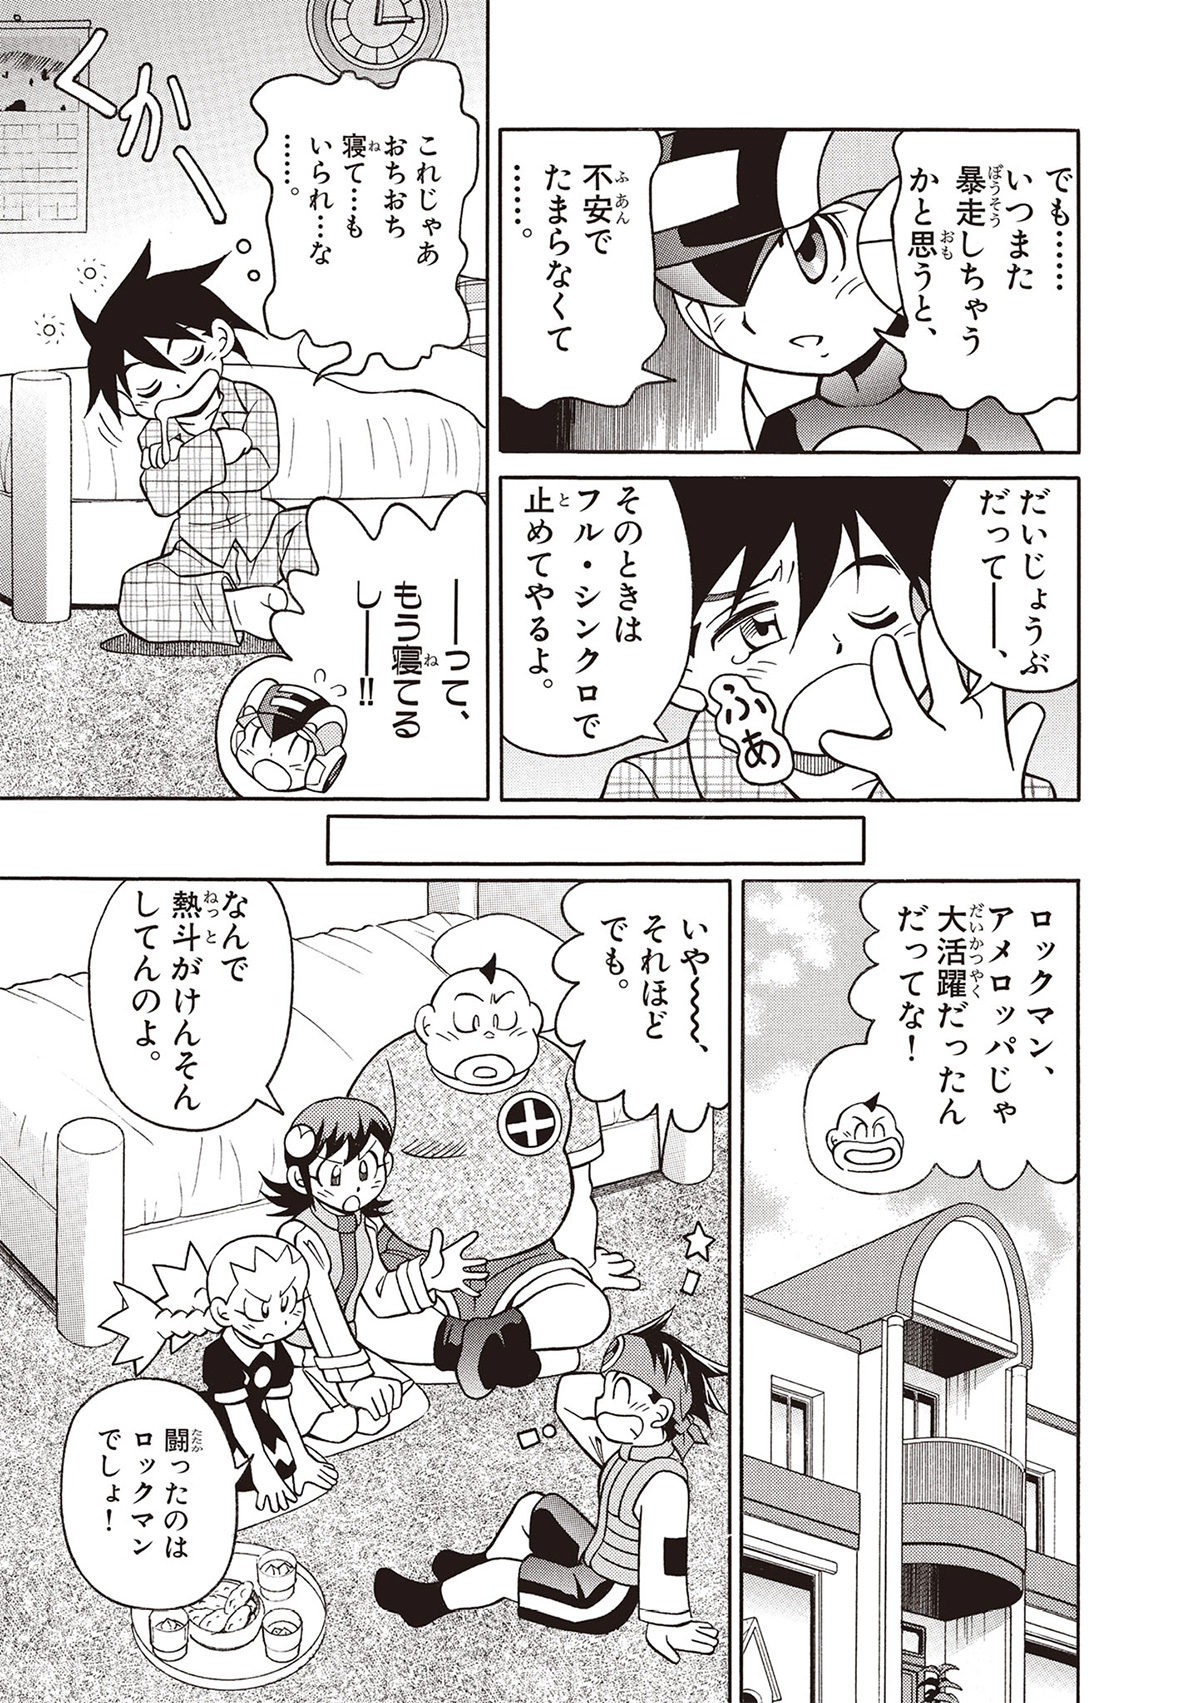 でも……
いつまた
暴走しちゃう
かと思うと、
不安で
たまらなくて
……。
だいじょうぶ
だって——、
そのときは
フル・シンクロで
止めてやるよ。
ふあ
これじゃあ
おちおち
寝て…も
いられ…な
……。
くかー
——って、
もう寝てる
し——!!
ロックマン、
アメロッパじゃ
大活躍だったん
だってな!
いや〜〜〜、
それほど
でも。
なんで
熱斗がけんそん
してんのよ。
闘ったのは
ロックマン
でしょ!